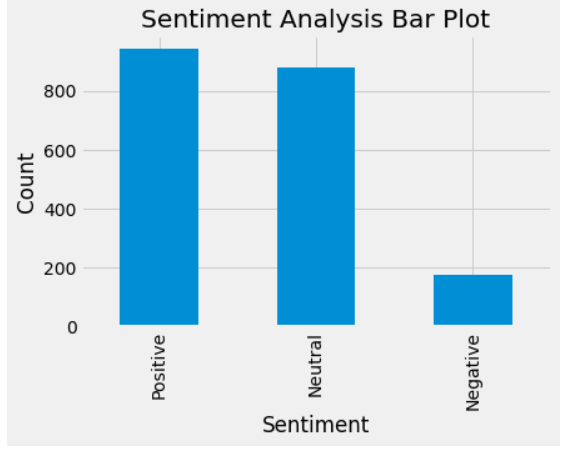 Sentiment Analysis Bar Plot
Count
800
600
400
200
0
Positive
Neutral
Negative
Sentiment